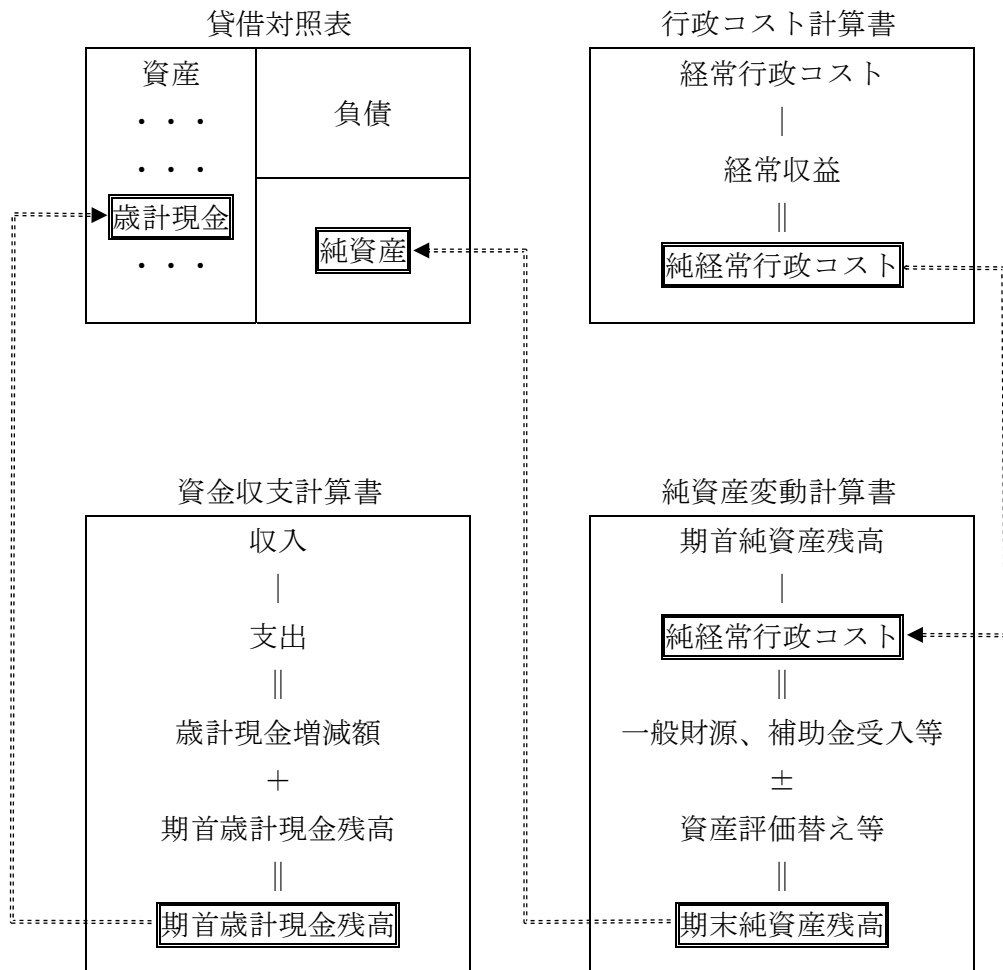 貸借対照表
資産
・・・
・・・
歳計現金
・・・
負債
純資産
行政コスト計算書
経常行政コスト
|
経常収益
||
純経常行政コスト
資金収支計算書
収入
|
支出
||
歳計現金増減額
＋
期首歳計現金残高
||
期首歳計現金残高
純資産変動計算書
期首純資産残高
|
純経常行政コスト
||
一般財源、補助金受入等
±
資産評価替え等
||
期末純資産残高